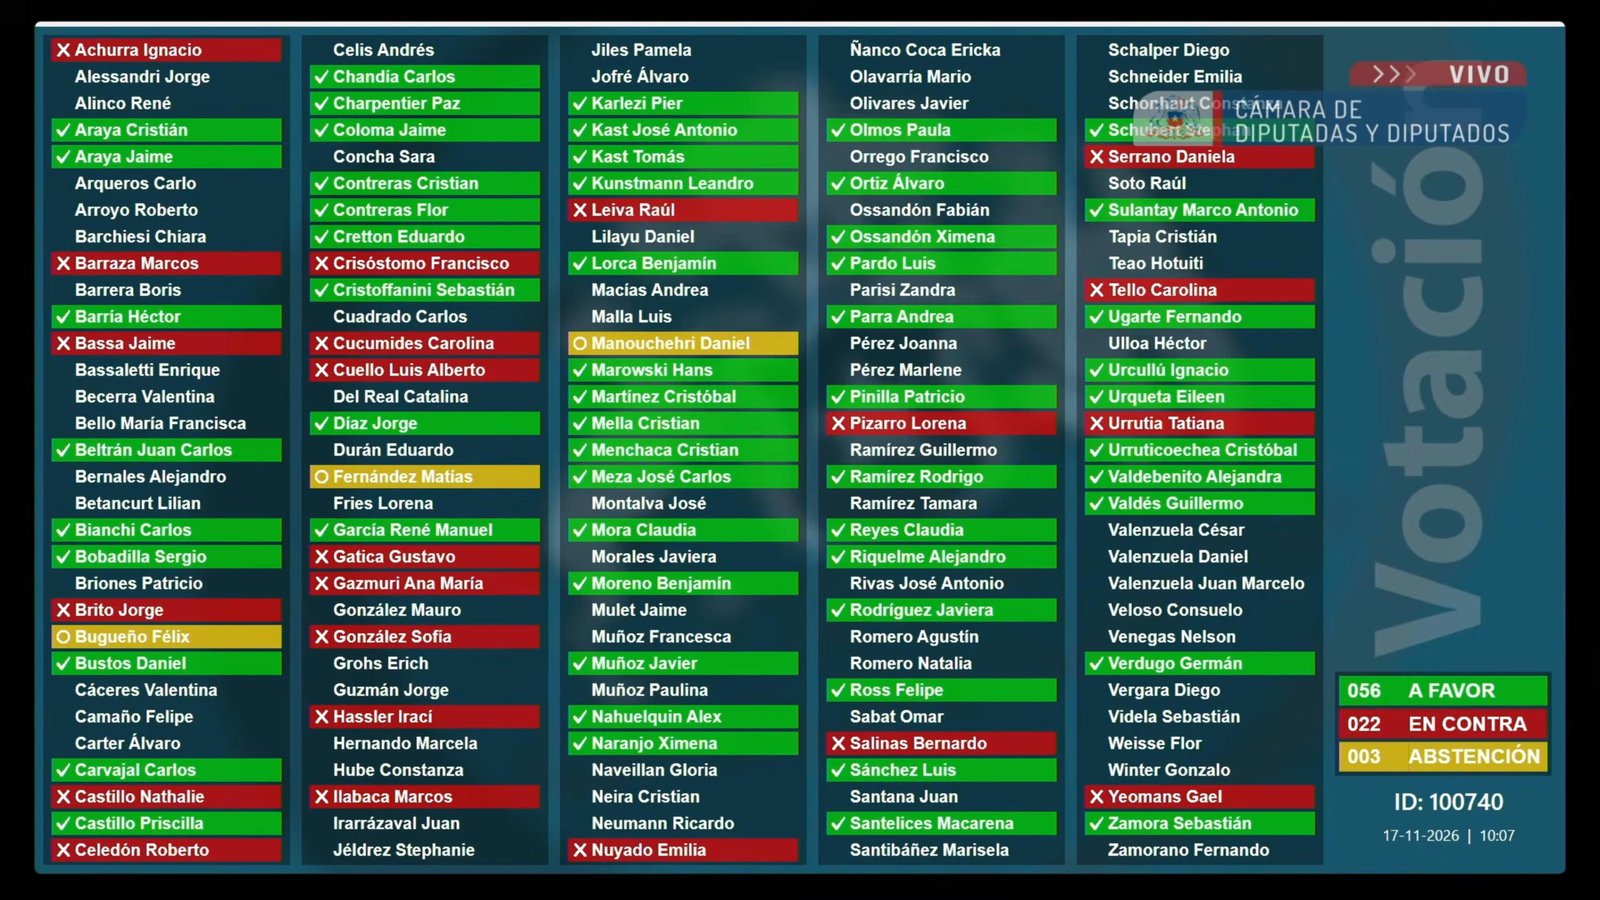 Achurra Ignacio
Alessandri Jorge
Alinco René
Araya Cristián
Araya Jaime
Arqueros Carlo
Arroyo Roberto
Barchiesi Chiara
Barraza Marcos
Barrera Boris
Barría Héctor
Bassa Jaime
Bassaletti Enrique
Becerra Valentina
Bello María Francisca
Beltrán Juan Carlos
Bernales Alejandro
Betancurt Lilian
Bianchi Carlos
Bobadilla Sergio
Briones Patricio
Brito Jorge
Bugueño Félix
Bustos Daniel
Cáceres Valentina
Camaño Felipe
Carter Álvaro
Carvajal Carlos
Castillo Nathalie
Castillo Priscilla
Celedón Roberto
Celis Andrés
Chandía Carlos
Charpentier Paz
Coloma Jaime
Concha Sara
Contreras Cristian
Contreras Flor
Cretton Eduardo
Crisóstomo Francisco
Cristoffanini Sebastián
Cuadrado Carlos
Cucumides Carolina
Cuello Luis Alberto
Del Real Catalina
Díaz Jorge
Durán Eduardo
Fernández Matías
Fries Lorena
García René Manuel
Gatica Gustavo
Gazmuri Ana María
González Mauro
González Sofía
Grohs Erich
Guzmán Jorge
Hassler Irací
Hernando Marcela
Hube Constanza
Ilabaca Marcos
Irarrázaval Juan
Jéldrez Stephanie
Jiles Pamela
Jofré Álvaro
Karlezi Pier
Kast José Antonio
Kast Tomás
Kunstmann Leandro
Leiva Raúl
Lilayu Daniel
Lorca Benjamín
Macías Andrea
Malla Luis
Manouchehri Daniel
Marowski Hans
Martínez Cristóbal
Mella Cristian
Menchaca Cristian
Meza José Carlos
Montalva José
Mora Claudia
Morales Javiera
Moreno Benjamín
Mulet Jaime
Muñoz Francesca
Muñoz Javier
Muñoz Paulina
Nahuelquin Alex
Naranjo Ximena
Naveillan Gloria
Neira Cristian
Neumann Ricardo
Nuyado Emilia
Ñanco Coca Ericka
Olavarría Mario
Olivares Javier
Olmos Paula
Orrego Francisco
Ortiz Álvaro
Ossandón Fabián
Ossandón Ximena
Pardo Luis
Parisi Zandra
Parra Andrea
Pérez Joanna
Pérez Marlene
Pinilla Patricio
Pizarro Lorena
Ramírez Guillermo
Ramírez Rodrigo
Ramírez Tamara
Reyes Claudia
Riquelme Alejandro
Rivas José Antonio
Rodríguez Javiera
Romero Agustín
Romero Natalia
Ross Felipe
Sabat Omar
Salinas Bernardo
Sánchez Luis
Santana Juan
Santelices Macarena
Santibáñez Marisela
Schalper Diego
Schneider Emilia
Schonhaut Constanza
Schubert Stephan
Serrano Daniela
Soto Raúl
Sulantay Marco Antonio
Tapia Cristián
Teao Hotuiti
Tello Carolina
Ugarte Fernando
Ulloa Héctor
Urcullú Ignacio
Urqueta Eileen
Urrutia Tatiana
Urruticoechea Cristóbal
Valdebenito Alejandra
Valdés Guillermo
Valenzuela César
Valenzuela Daniel
Valenzuela Juan Marcelo
Veloso Consuelo
Venegas Nelson
Verdugo Germán
Vergara Diego
Videla Sebastián
Weisse Flor
Winter Gonzalo
Yeomans Gael
Zamora Sebastián
Zamorano Fernando
>>> VIVO
CÁMARA DE
DIPUTADAS Y DIPUTADOS
Votación
056 A FAVOR
022 EN CONTRA
003 ABSTENCIÓN
ID: 100740
17-11-2026 | 10:07